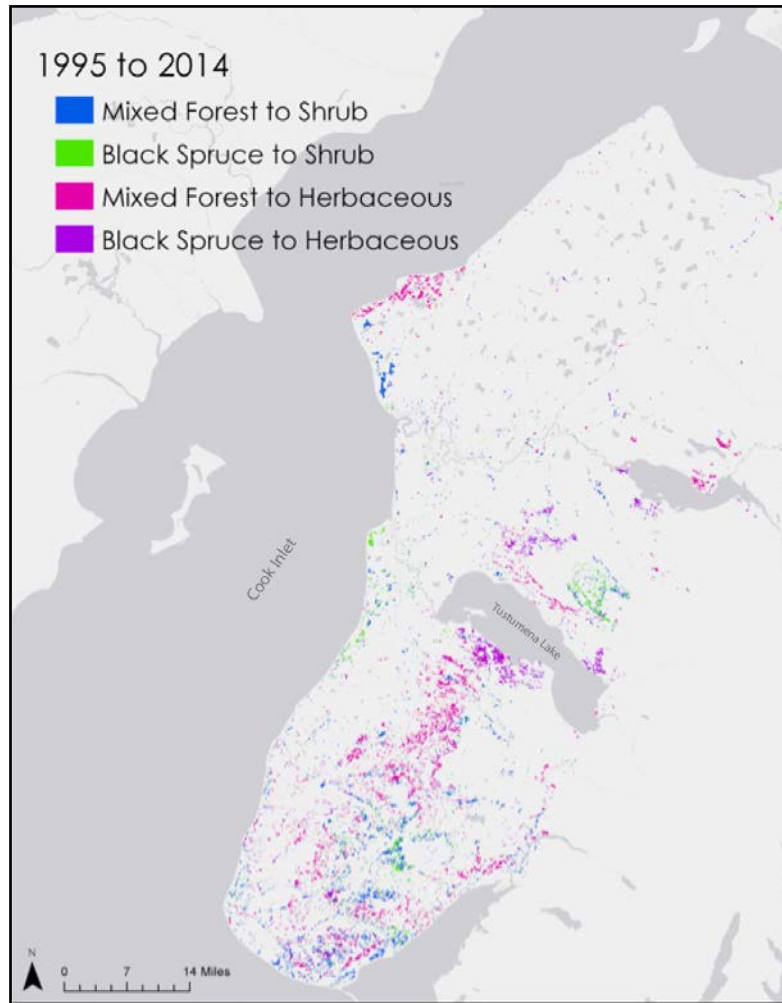 1995 to 2014
Mixed Forest to Shrub
Black Spruce to Shrub
Mixed Forest to Herbaceous
Black Spruce to Herbaceous
Cook Inlet
Tustumena Lake
N
0 7 14 Miles